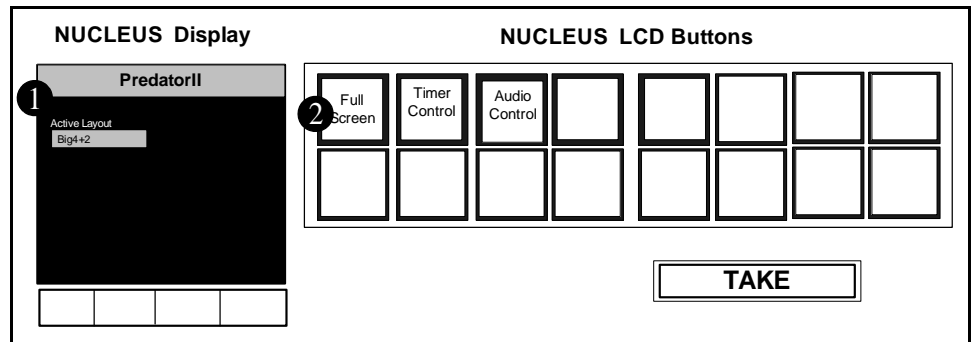 NUCLEUS Display
NUCLEUS LCD Buttons
PredatorII
1
Active Layout
Big4+2
2
Full
Screen
Timer
Control
Audio
Control
TAKE